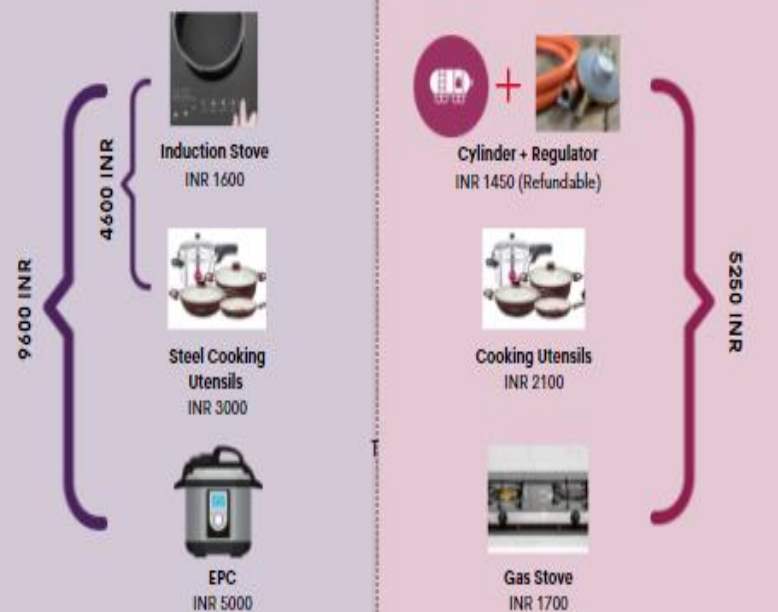 4600 INR
9600 INR
Induction Stove
INR 1600
Steel Cooking
Utensils
INR 3000
EPC
INR 5000
Cylinder + Regulator
INR 1450 (Refundable)
Cooking Utensils
INR 2100
Gas Stove
INR 1700
5250 INR